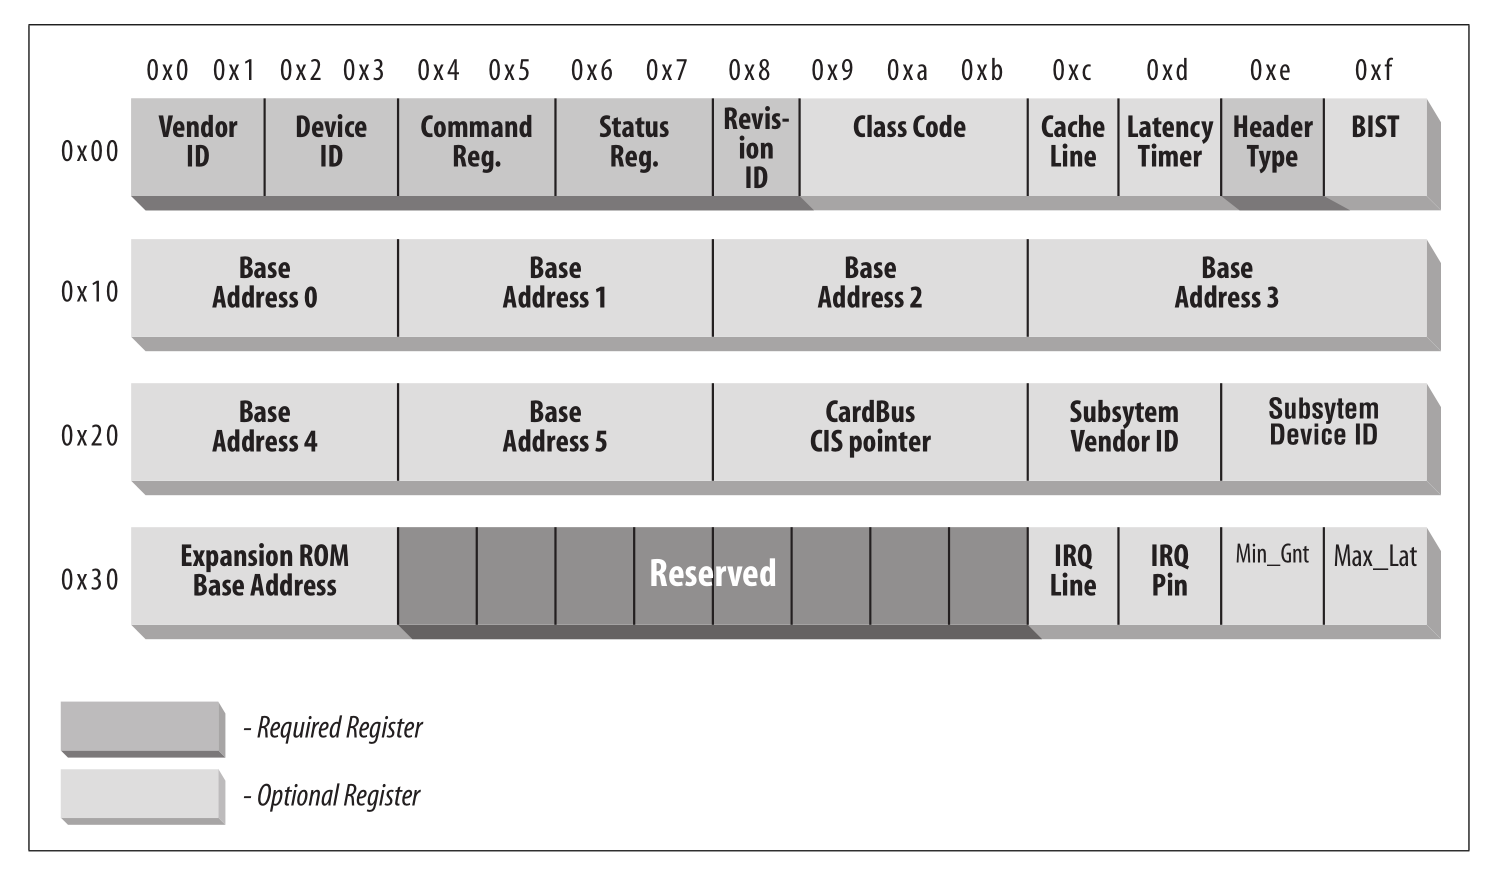 0x0 0x1 0x2 0x3 0x4 0x5 0x6 0x7 0x8 0x9 0xa 0xb 0xc 0xd 0xe 0xf
0x00
Vendor
ID
Device
ID
Command
Reg.
Status
Reg.
Revis-
ion
ID
Class Code
Cache
Line
Latency
Timer
Header
Type
BIST
0x10
Base
Address 0
Base
Address 1
Base
Address 2
Base
Address 3
0x20
Base
Address 4
Base
Address 5
CardBus
CIS pointer
Subsytem
Vendor ID
Subsytem
Device ID
0x30
Expansion ROM
Base Address
Reserved
IRQ
Line
IRQ
Pin
Min_Gnt
Max_Lat
- Required Register
- Optional Register